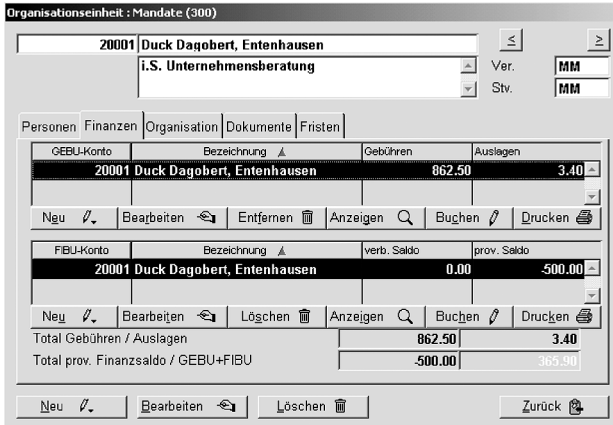 Organisationseinheit : Mandate (300)
20001 Duck Dagobert, Entenhausen ≤ ≥
i.S. Unternehmensberatung Ver. MM
Stv. MM
Personen Finanzen Organisation Dokumente Fristen
GEBU-Konto Bezeichnung Gebühren Auslagen
20001 Duck Dagobert, Entenhausen 862.50 3.40
Neu Bearbeiten Entfernen Anzeigen Buchen Drucken
FIBU-Konto Bezeichnung verb. Saldo prov. Saldo
20001 Duck Dagobert, Entenhausen 0.00 -500.00
Neu Bearbeiten Löschen Anzeigen Buchen Drucken
Total Gebühren / Auslagen 862.50 3.40
Total prov. Finanzsaldo / GEBU+FIBU -500.00 365.90
Neu Bearbeiten Löschen Zurück